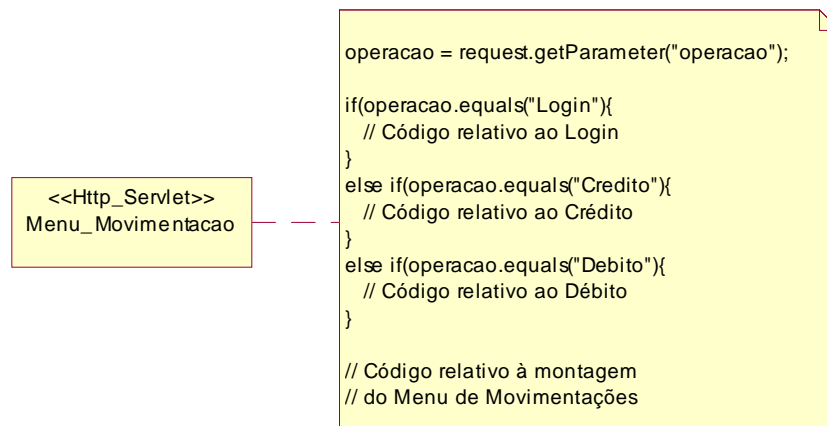 <<Http_Servlet>>
Menu_Movimentacao
operacao = request.getParameter("operacao");
if(operacao.equals("Login"){
// Código relativo ao Login
}
else if(operacao.equals("Credito"){
// Código relativo ao Crédito
}
else if(operacao.equals("Debito"){
// Código relativo ao Débito
}
// Código relativo à montagem
// do Menu de Movimentações